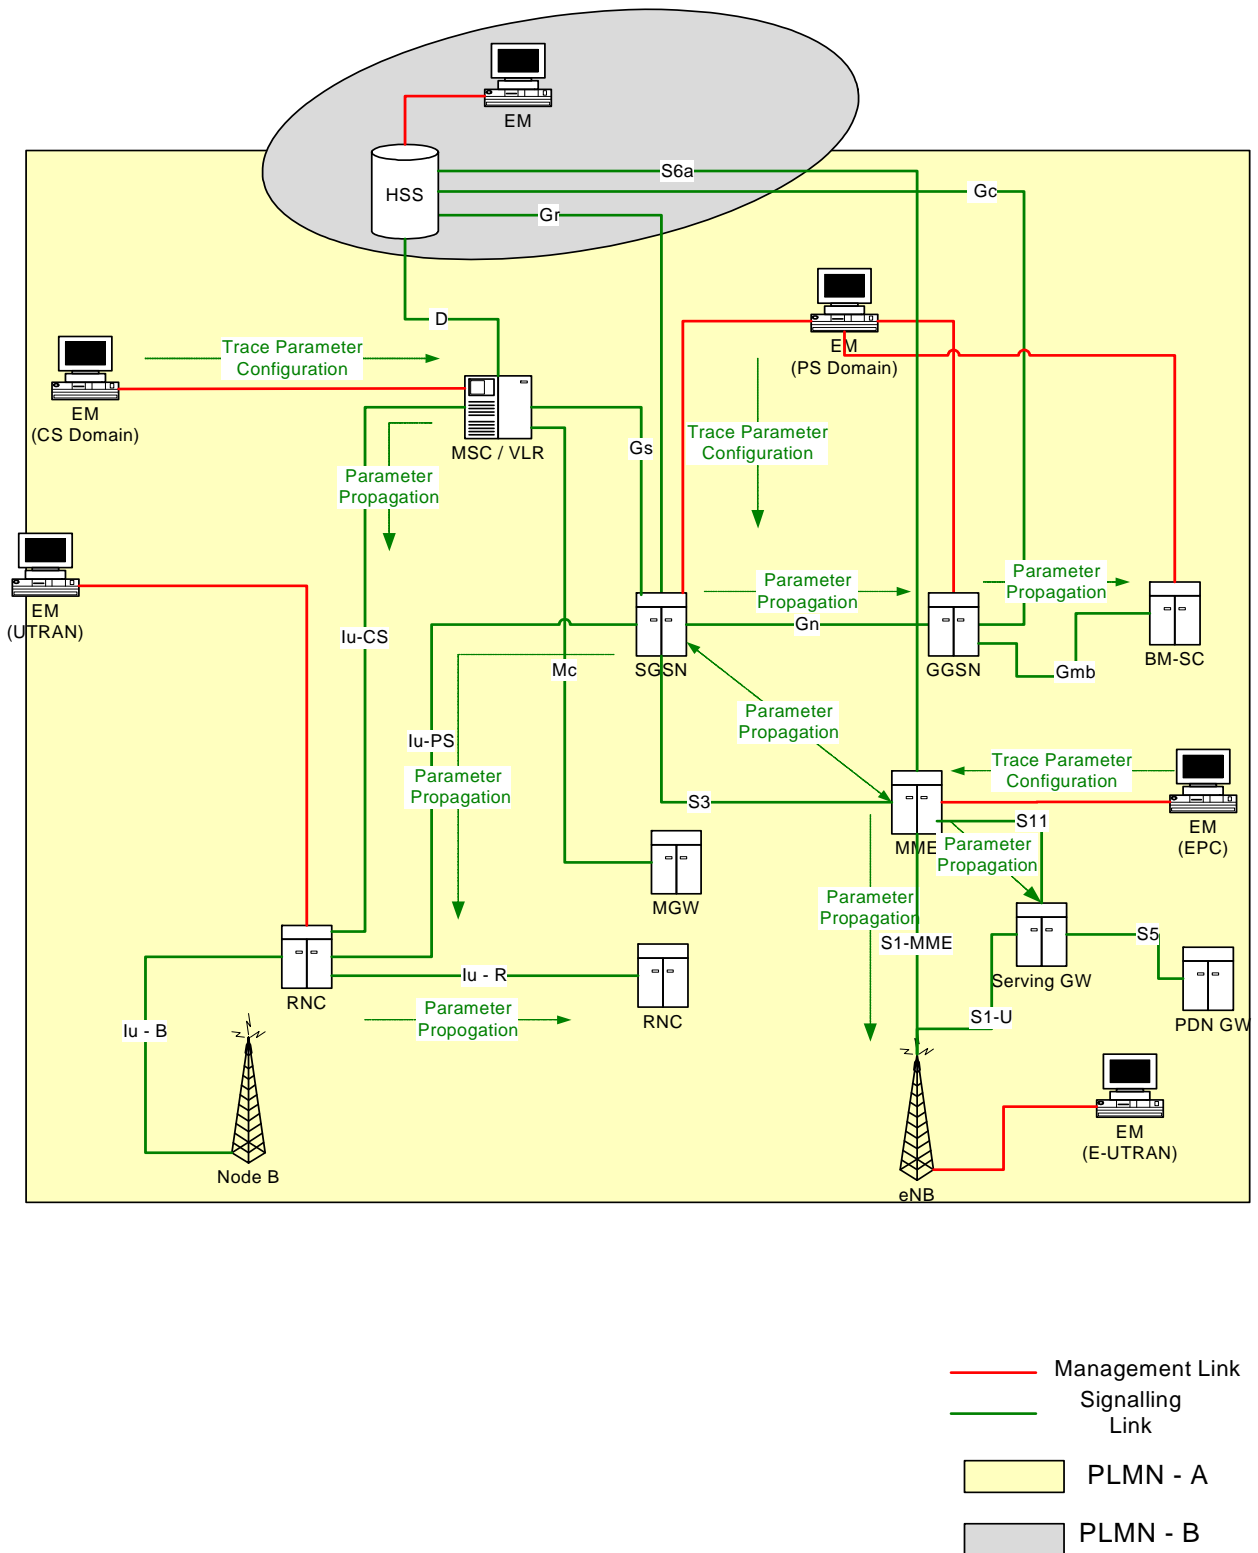 EM
S6a
HSS
Gc
Gr
D
Trace Parameter
Configuration
EM
(PS Domain)
EM
(CS Domain)
MSC / VLR
Gs
Trace Parameter
Configuration
Parameter
Propagation
EM
(UTRAN)
Parameter
Propagation
Parameter
Propagation
Iu-CS
Gn
SGSN
GGSN
BM-SC
Mc
Gmb
Parameter
Propagation
Iu-PS
Parameter
Propagation
Trace Parameter
Configuration
S3
S11
MME
EM
(EPC)
Parameter
Propagation
MGW
Parameter
Propagation
S1-MME
S5
Iu - R
Serving GW
RNC
RNC
Parameter
Propogation
S1-U
PDN GW
Iu - B
EM
(E-UTRAN)
Node B
eNB
Management Link
Signalling
Link
PLMN - A
PLMN - B